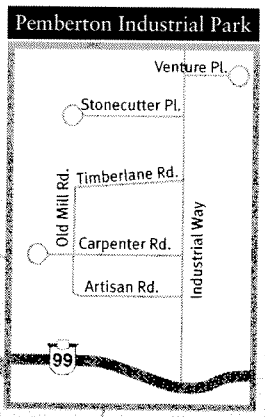 Pemberton Industrial Park
Venture Pl.
Stonecutter Pl.
Timberlane Rd.
Old Mill Rd.
Carpenter Rd.
Industrial Way
Artisan Rd.
99